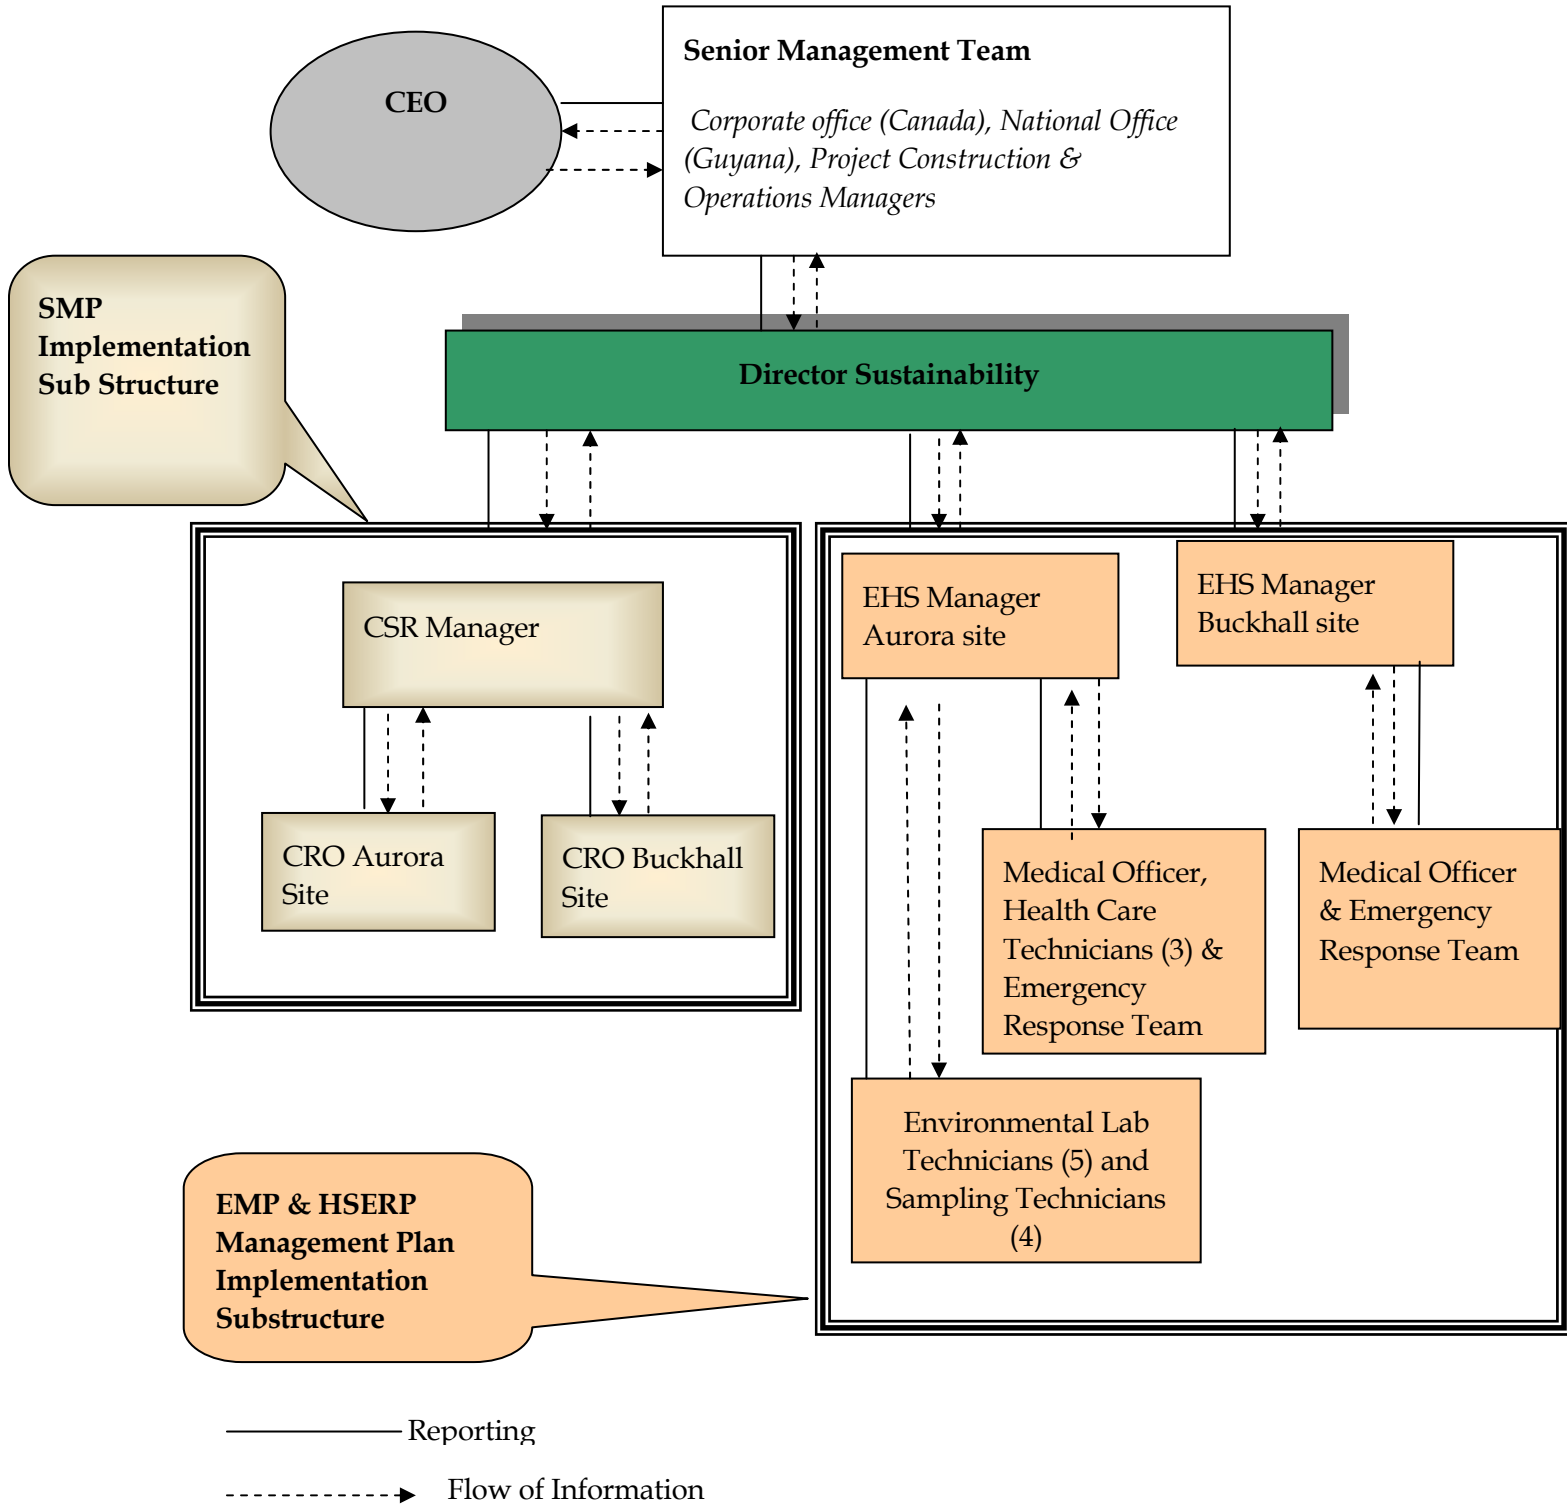 CEO
Senior Management Team
Corporate office (Canada), National Office
(Guyana), Project Construction &
Operations Managers
SMP
Implementation
Sub Structure
Director Sustainability
CSR Manager
CRO Aurora
Site
CRO Buckhall
Site
EHS Manager
Aurora site
EHS Manager
Buckhall site
Medical Officer,
Health Care
Technicians (3) &
Emergency
Response Team
Medical Officer
& Emergency
Response Team
Environmental Lab
Technicians (5) and
Sampling Technicians
(4)
EMP & HSERP
Management Plan
Implementation
Substructure
Reporting
Flow of Information